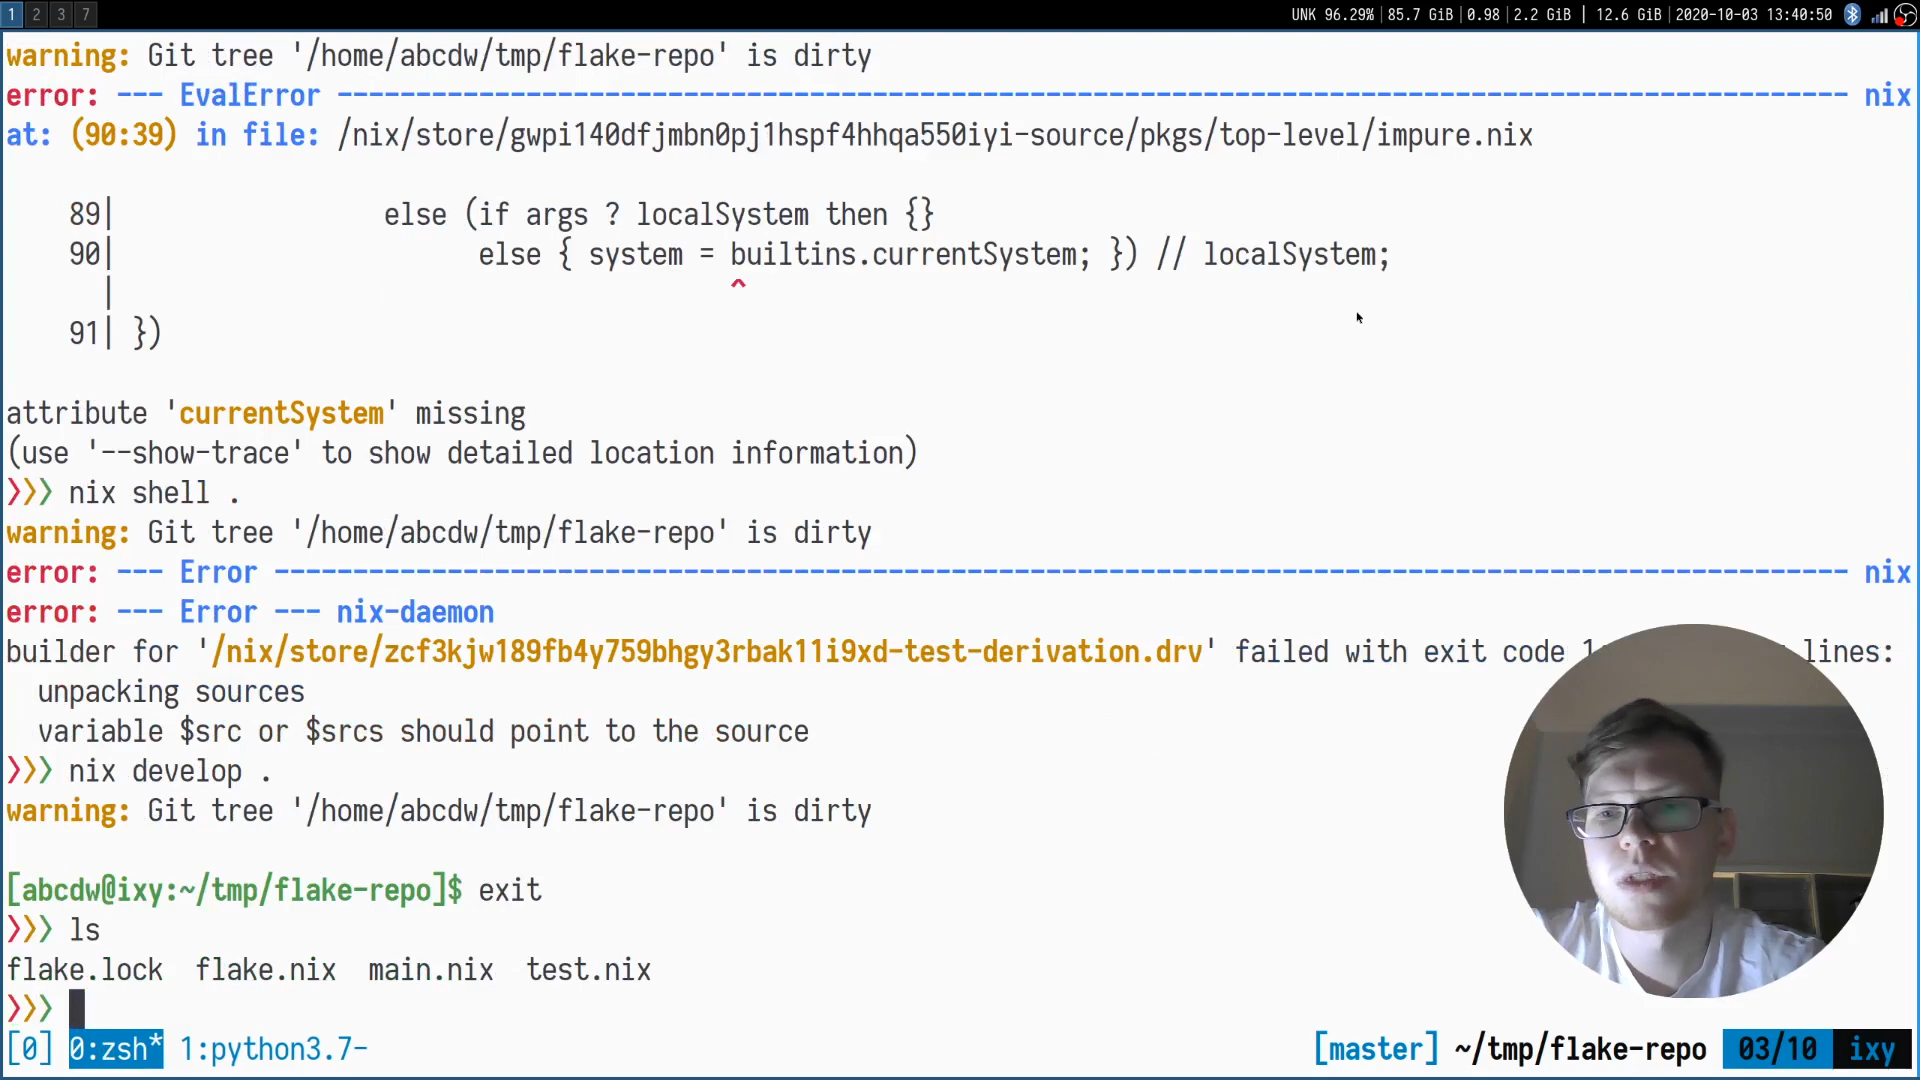 1 2 3 7 UNK 96.29% 85.7 GiB 0.98 2.2 GiB | 12.6 GiB 2020-10-03 13:40:50
warning: Git tree '/home/abcdw/tmp/flake-repo' is dirty
error: --- EvalError ------------------------------------------------------------------------------------------------ nix
at: (90:39) in file: /nix/store/gwpi140dfjmbn0pj1hspf4hhqa550iyi-source/pkgs/top-level/impure.nix
89| else (if args ? localSystem then {}
90| else { system = builtins.currentSystem; }) // localSystem;
| ^
91| })
attribute 'currentSystem' missing
(use '--show-trace' to show detailed location information)
❯❯❯ nix shell .
warning: Git tree '/home/abcdw/tmp/flake-repo' is dirty
error: --- Error ---------------------------------------------------------------------------------------------------- nix
error: --- Error --- nix-daemon
builder for '/nix/store/zcf3kjw189fb4y759bhgy3rbak11i9xd-test-derivation.drv' failed with exit code lines:
unpacking sources
variable $src or $srcs should point to the source
❯❯❯ nix develop .
warning: Git tree '/home/abcdw/tmp/flake-repo' is dirty
[abcdw@ixy:~/tmp/flake-repo]$ exit
❯❯❯ ls
flake.lock flake.nix main.nix test.nix
❯❯❯
[0] 0:zsh* 1:python3.7- [master] ~/tmp/flake-repo 03/10 ixy